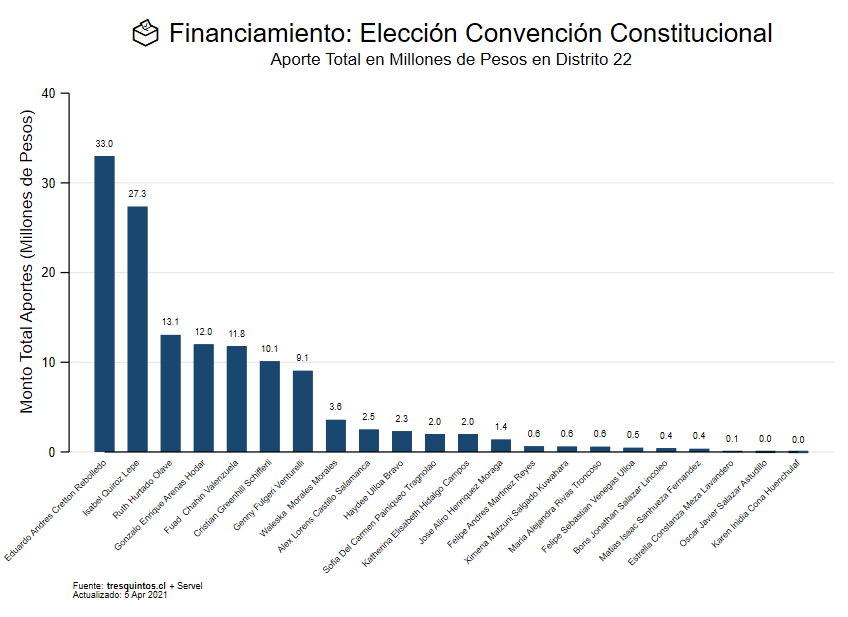 Financiamiento: Elección Convención Constitucional
Aporte Total en Millones de Pesos en Distrito 22
Monto Total Aportes (Millones de Pesos)
40
30
20
10
0
33.0
27.3
13.1
12.0
11.8
10.1
9.1
3.6
2.5
2.3
2.0
2.0
1.4
0.6
0.6
0.6
0.5
0.4
0.4
0.1
0.0
0.0
Eduardo Andres Cretton Rebolledo
Isabel Quiroz Lepe
Ruth Hurtado Olave
Gonzalo Enrique Arenas Hodar
Fuad Chahin Valenzuela
Cristian Greenhill Schifferli
Genny Fulgeri Venturelli
Waleska Morales Morales
Alex Lorens Castillo Salamanca
Haydee Ulloa Bravo
Sofia Del Carmen Painiqueo Tragnolao
Katherina Elisabeth Hidalgo Campos
Jose Aliro Henriquez Moraga
Felipe Andres Martinez Reyes
Ximena Matzuni Salgado Kuwahara
Maria Alejandra Rivas Troncoso
Felipe Sebastian Venegas Ulloa
Boris Jonathan Salazar Lincoleo
Matias Isaac Sanhueza Fernandez
Estrella Constanza Meza Lavandero
Oscar Javier Salazar Astudillo
Karen Inidia Cona Huenchulaf
Fuente: tresquintos.cl + Servel
Actualizado: 5 Apr 2021